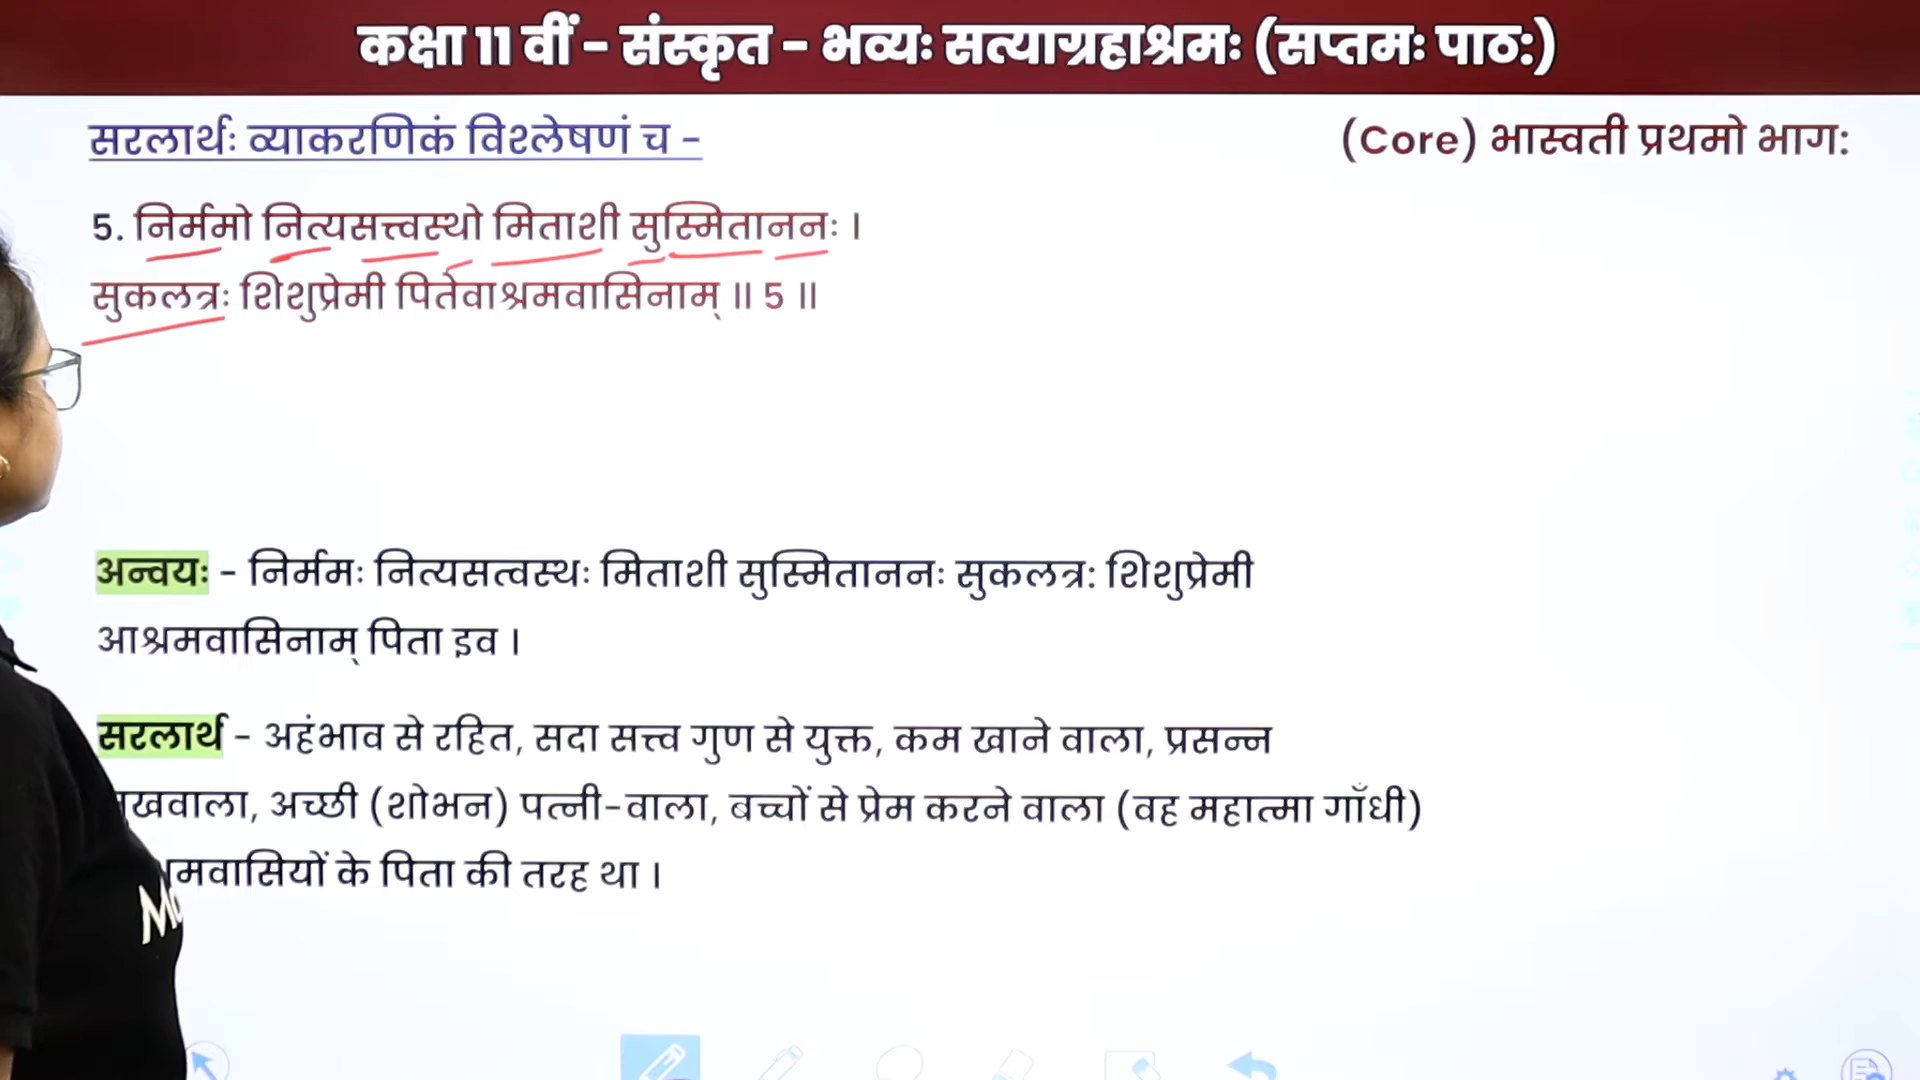 कक्षा 11 वीं - संस्कृत - भव्यः सत्याग्रहाश्रमः (सप्तमः पाठ:)
सरलार्थः व्याकरणिकं विश्लेषणं च -
(Core) भास्वती प्रथमो भाग:
5. निर्ममो नित्यसत्त्वस्थो मिताशी सुस्मिताननः ।
सुकलत्रः शिशुप्रेमी पितेवाश्रमवासिनाम् ॥ 5 ॥
अन्वयः - निर्ममः नित्यसत्वस्थः मिताशी सुस्मिताननः सुकलत्र: शिशुप्रेमी
आश्रमवासिनाम् पिता इव ।
सरलार्थ - अहंभाव से रहित, सदा सत्त्व गुण से युक्त, कम खाने वाला, प्रसन्न
अच्छी (शोभन) पत्नी-वाला, बच्चों से प्रेम करने वाला (वह महात्मा गाँधी)
के पिता की तरह था ।